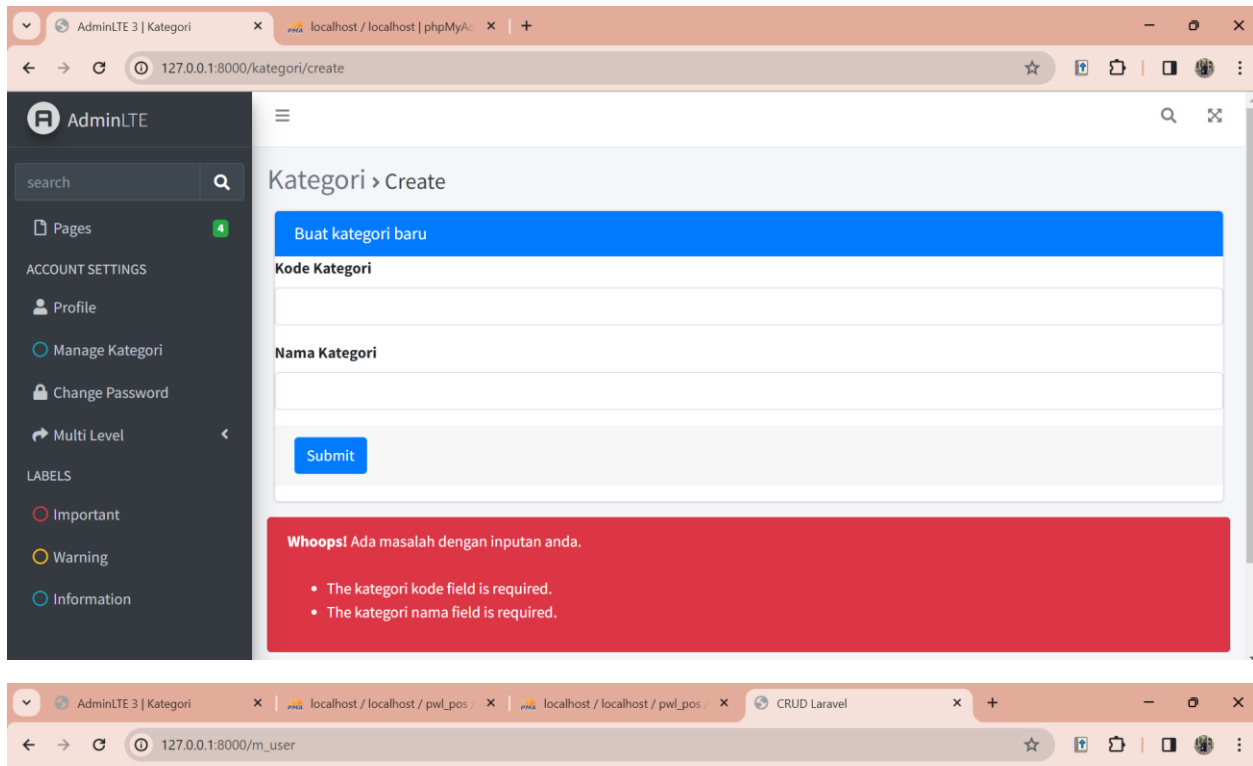 AdminLTE 3 | Kategori
localhost / localhost | phpMyAd
127.0.0.1:8000/kategori/create
AdminLTE
search
Kategori › Create
Pages 4
Buat kategori baru
ACCOUNT SETTINGS
Kode Kategori
Profile
Manage Kategori
Nama Kategori
Change Password
Multi Level
Submit
LABELS
Important
Whoops! Ada masalah dengan inputan anda.
Warning
• The kategori kode field is required.
Information
• The kategori nama field is required.
AdminLTE 3 | Kategori
localhost / localhost / pwl_pos /
localhost / localhost / pwl_pos /
CRUD Laravel
127.0.0.1:8000/m_user